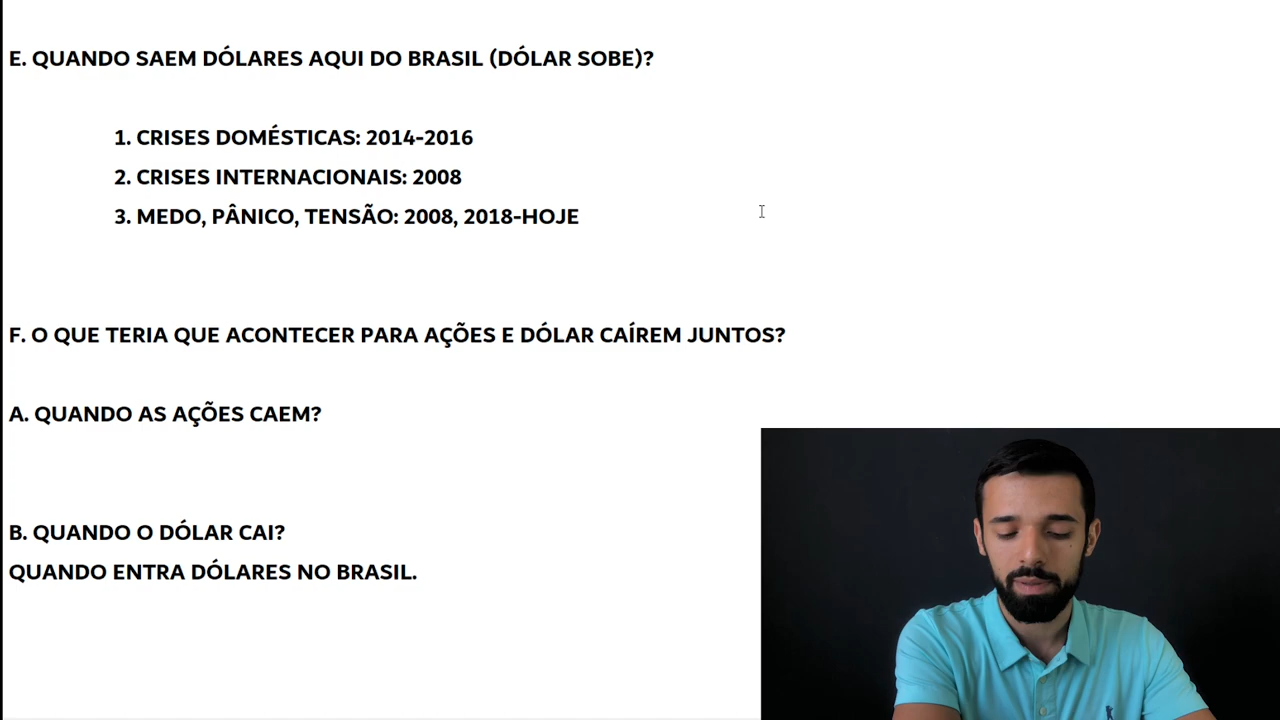 E. QUANDO SAEM DÓLARES AQUI DO BRASIL (DÓLAR SOBE)?
1. CRISES DOMÉSTICAS: 2014-2016
2. CRISES INTERNACIONAIS: 2008
3. MEDO, PÂNICO, TENSÃO: 2008, 2018-HOJE
F. O QUE TERIA QUE ACONTECER PARA AÇÕES E DÓLAR CAÍREM JUNTOS?
A. QUANDO AS AÇÕES CAEM?
B. QUANDO O DÓLAR CAI?
QUANDO ENTRA DÓLARES NO BRASIL.